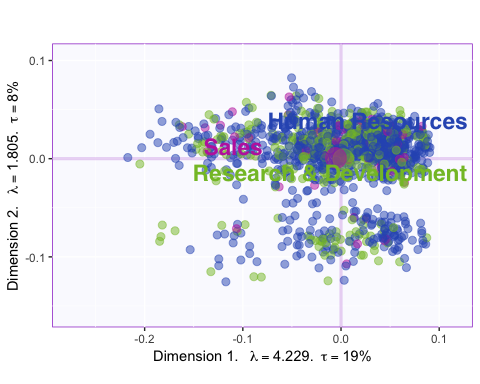 0.1
Human Resources
Sales
0.0
Research & Development
-0.1
-0.2
-0.1
0.0
0.1
Dimension 2.   λ = 1.805.  τ = 8%
Dimension 1.   λ = 4.229.  τ = 19%